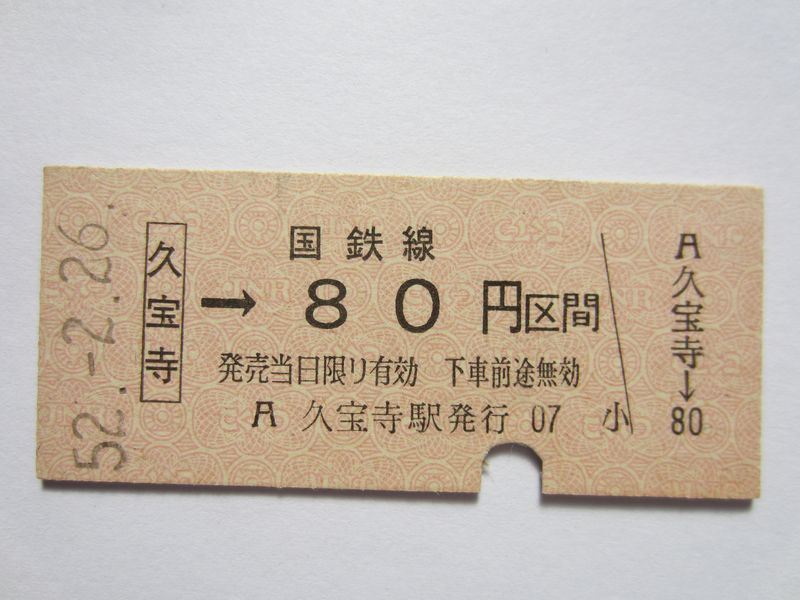 52.-2.26.
久宝寺
国鉄線
→80円区間
発売当日限り有効 下車前途無効
久宝寺駅発行 07 小
久宝寺→80